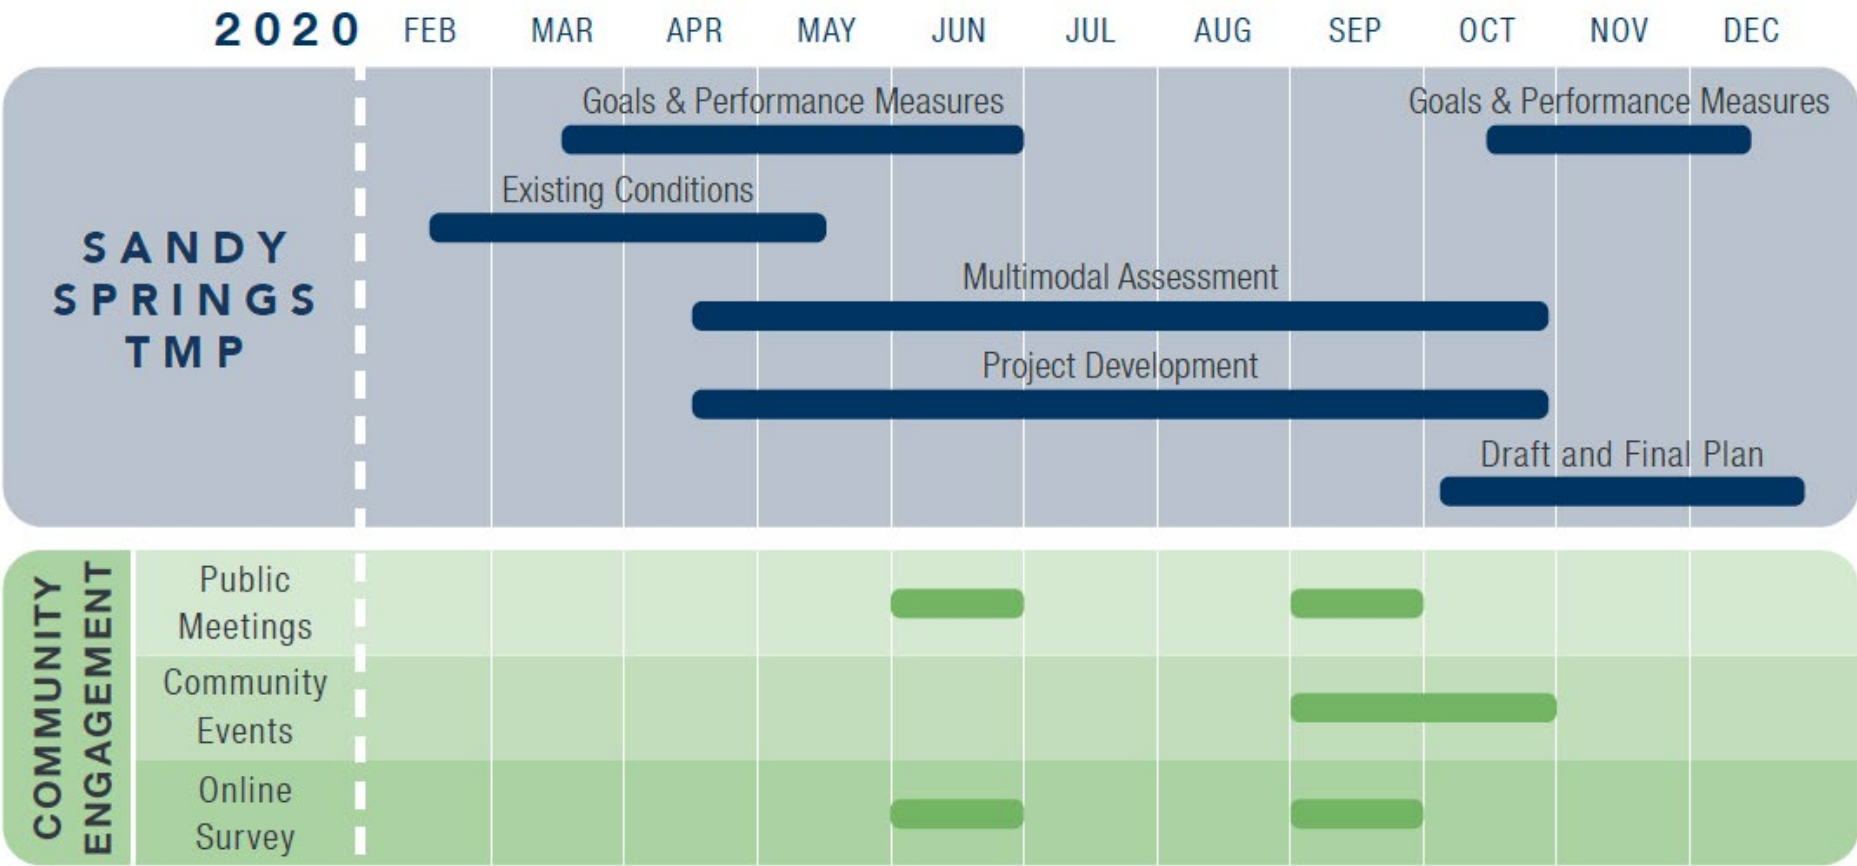 2020 FEB MAR APR MAY JUN JUL AUG SEP OCT NOV DEC
Goals & Performance Measures Goals & Performance Measures
Existing Conditions
SANDY
SPRINGS
TMP
Multimodal Assessment
Project Development
Draft and Final Plan
COMMUNITY
ENGAGEMENT
Public
Meetings
Community
Events
Online
Survey